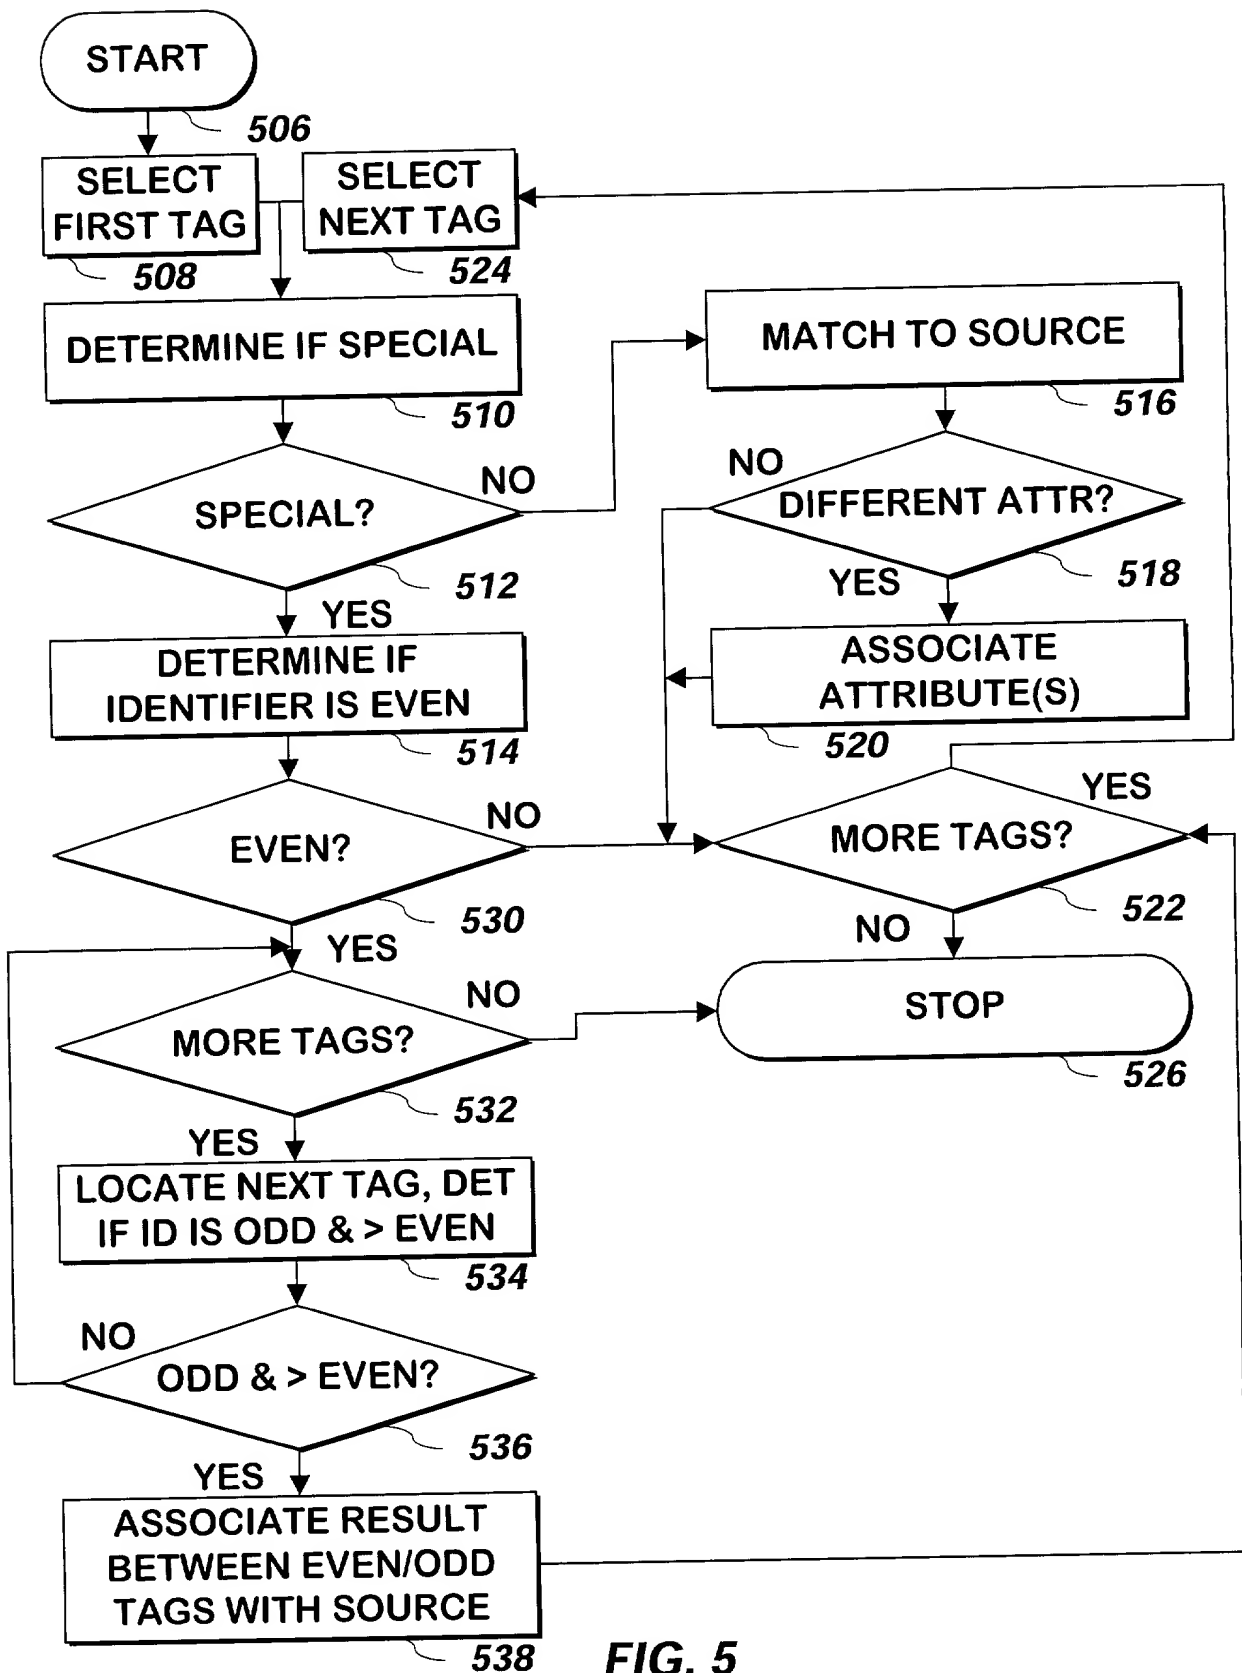 START
506
SELECT
FIRST TAG
508
SELECT
NEXT TAG
524
DETERMINE IF SPECIAL
510
MATCH TO SOURCE
516
SPECIAL?
NO
512
YES
NO
DIFFERENT ATTR?
518
YES
DETERMINE IF
IDENTIFIER IS EVEN
514
ASSOCIATE
ATTRIBUTE(S)
520
EVEN?
NO
530
YES
MORE TAGS?
YES
522
NO
MORE TAGS?
NO
532
YES
STOP
526
LOCATE NEXT TAG, DET
IF ID IS ODD & > EVEN
534
NO
ODD & > EVEN?
536
YES
ASSOCIATE RESULT
BETWEEN EVEN/ODD
TAGS WITH SOURCE
538
FIG. 5